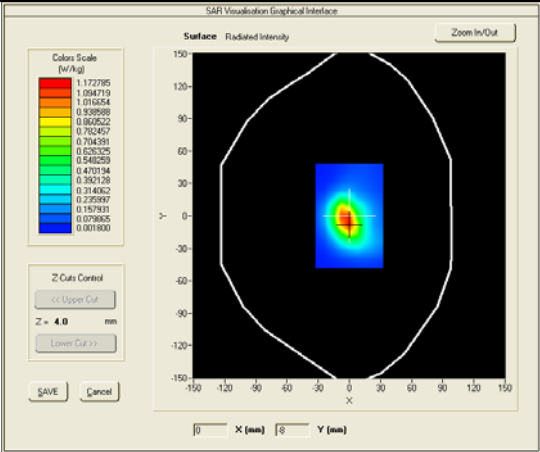 SAR Visualisation Graphical Interface
Surface Radiated Intensity
Zoom In/Out
Colors Scale
(W/kg)
1.172785
1.094719
1.016654
0.938588
0.860522
0.782457
0.704391
0.626325
0.548259
0.470194
0.392128
0.314062
0.235997
0.157931
0.079865
0.001800
150-
120-
90-
60-
30-
0-
-30-
-60-
-90-
-120-
-150-
Y
-150 -120 -90 -60 -30 0 30 60 90 120 150
X
Z-Cuts Control
<< Upper Cut
Z = 4.0 mm
Lower Cut >>
SAVE Cancel
0 X (mm) -8 Y (mm)